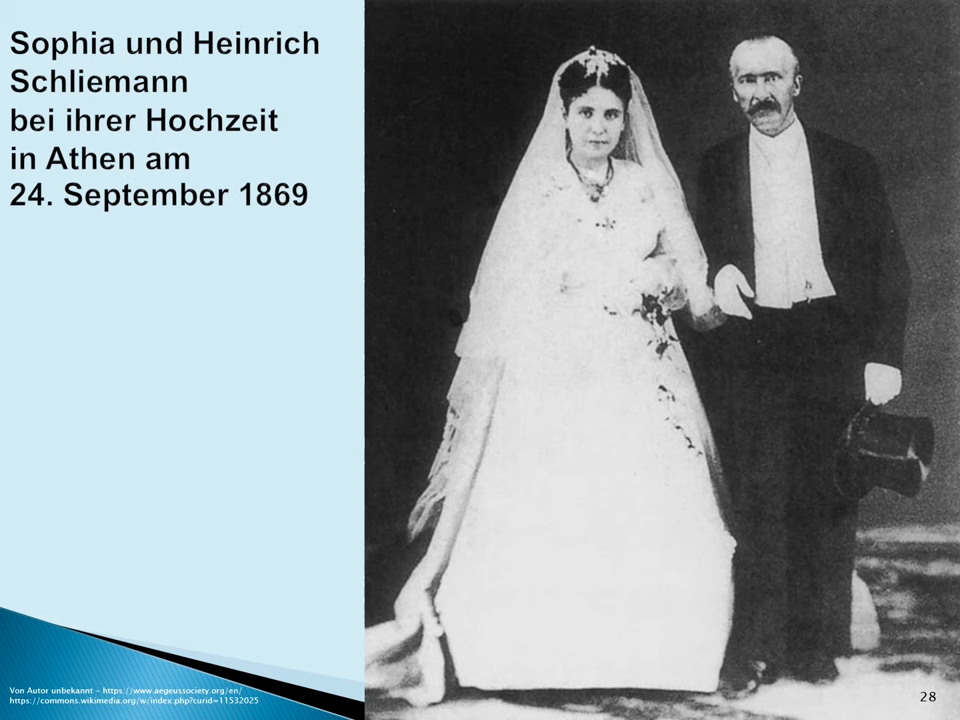 Sophia und Heinrich
Schliemann
bei ihrer Hochzeit
in Athen am
24. September 1869
Von Autor unbekannt - https://www.aegeussociety.org/en/
https://commons.wikimedia.org/w/index.php?curid=11532025
28